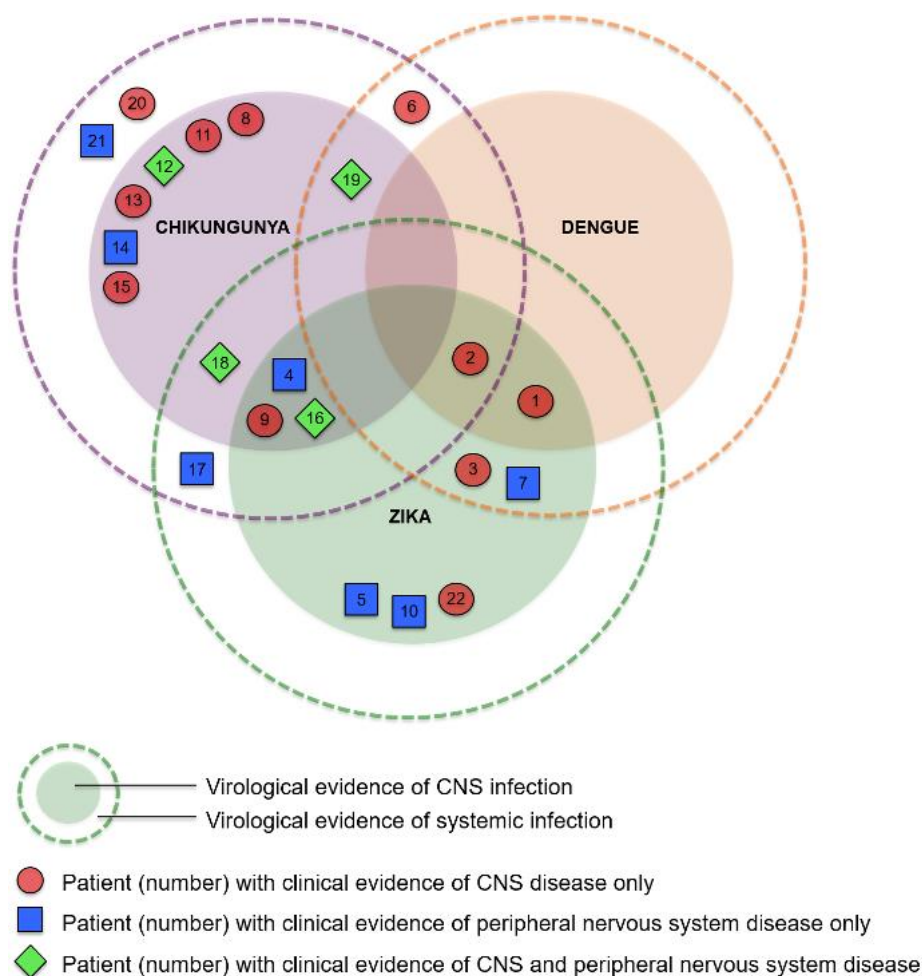 20
6
8
11
21
12
19
13
CHIKUNGUNYA
DENGUE
14
15
2
18
4
1
9
16
17
3
7
ZIKA
5
10
22
Virological evidence of CNS infection
Virological evidence of systemic infection
Patient (number) with clinical evidence of CNS disease only
Patient (number) with clinical evidence of peripheral nervous system disease only
Patient (number) with clinical evidence of CNS and peripheral nervous system disease